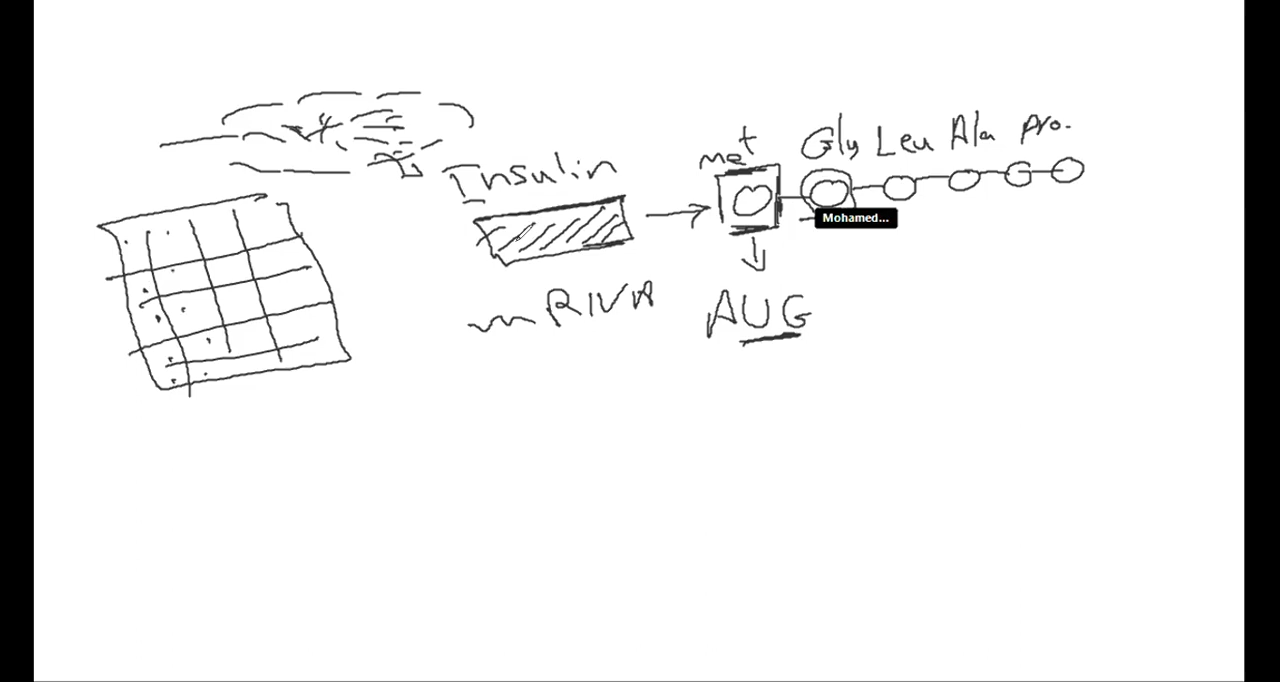 Insulin
met Gly Leu Ala pro.
Mohamed...
mRNA
AUG